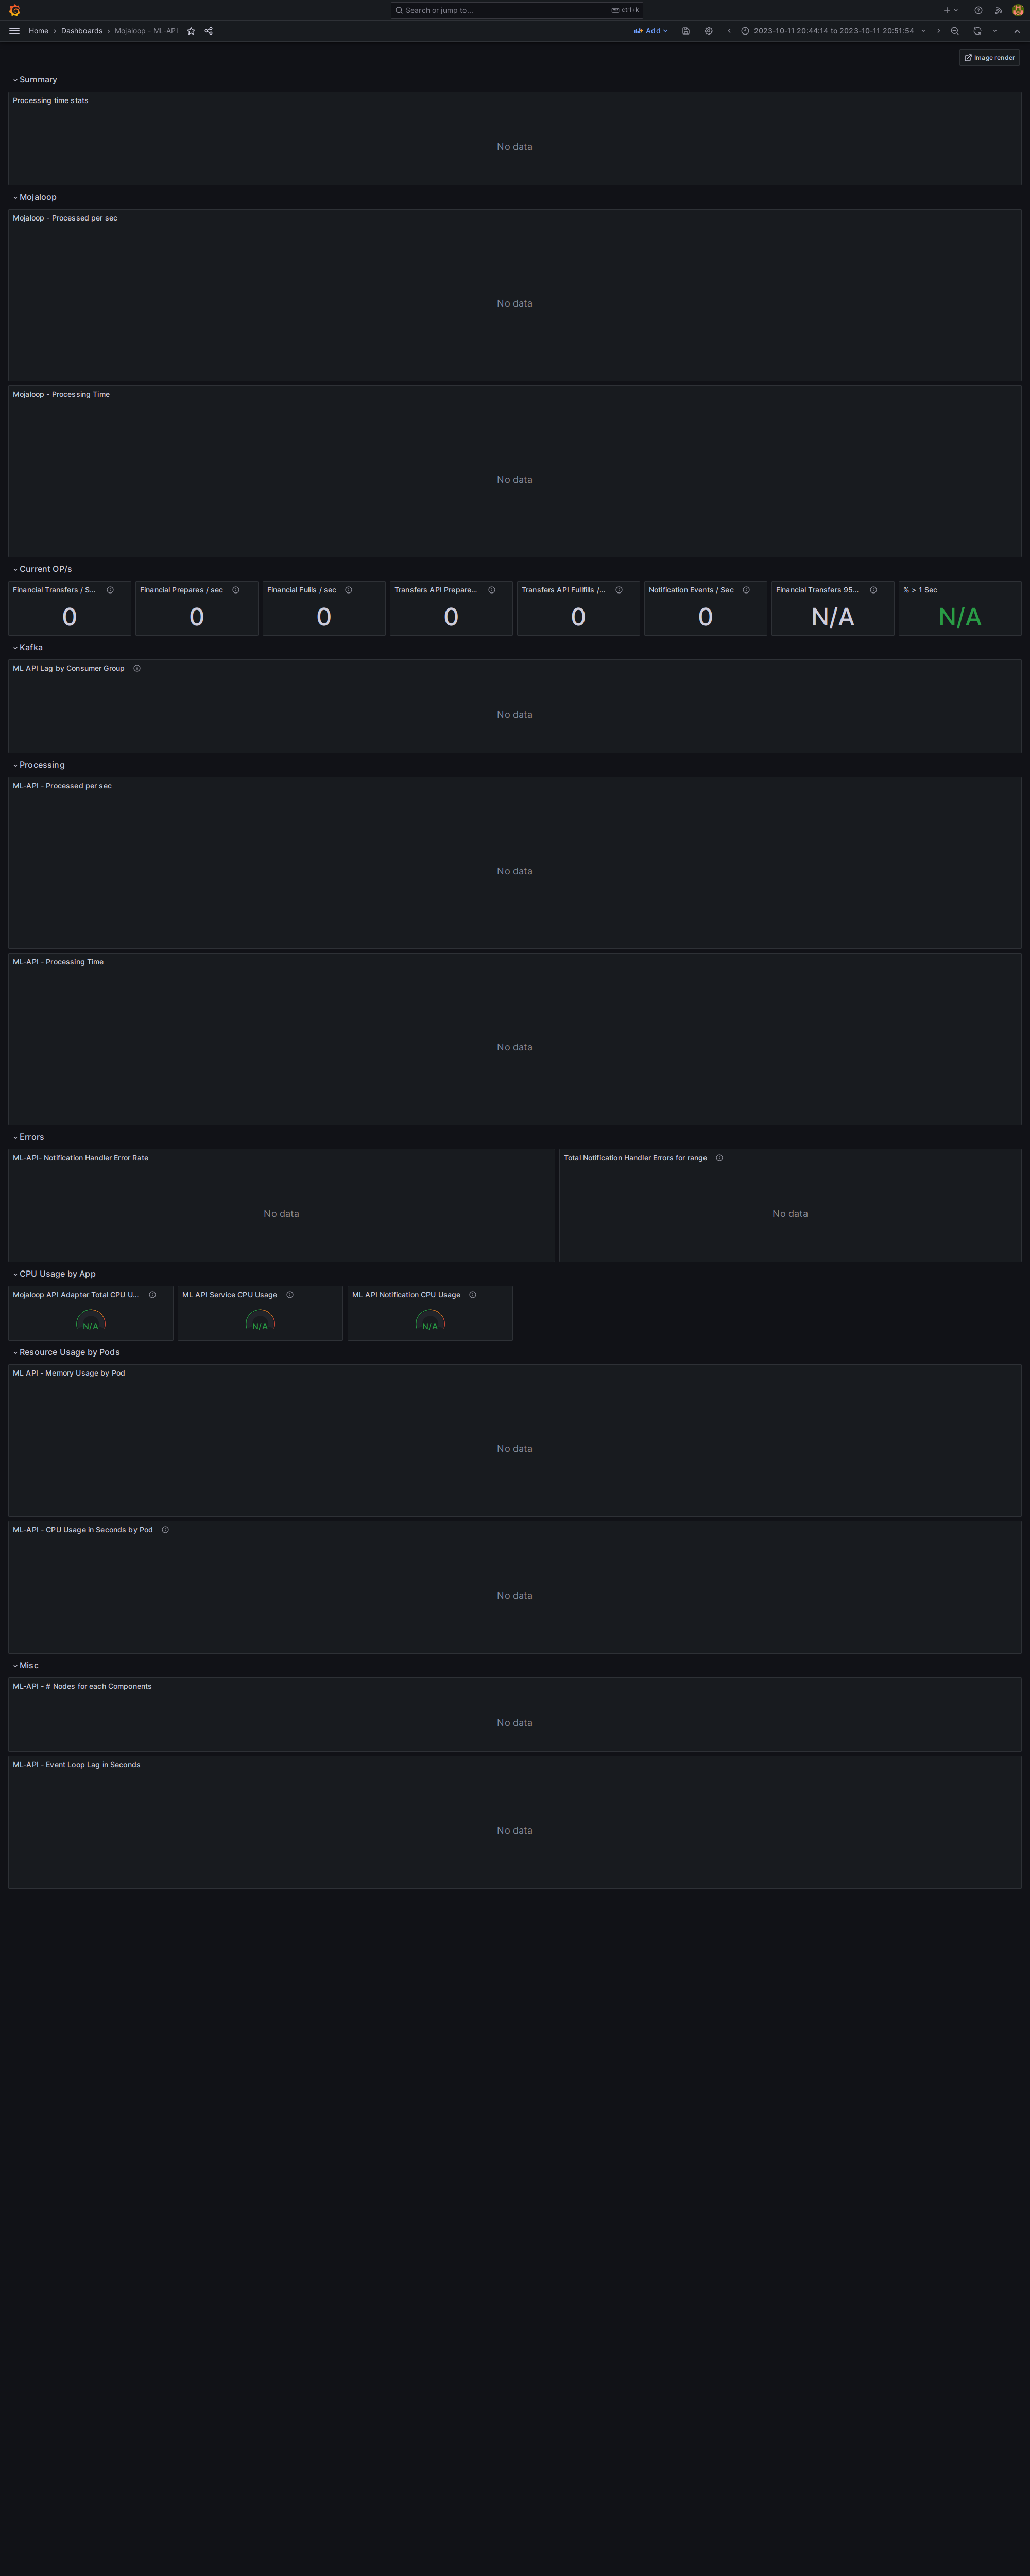 Search or jump to...
ctrl+k
Home
Dashboards
Mojaloop - ML-API
Add
2023-10-11 20:44:14 to 2023-10-11 20:51:54
Image render
Summary
Processing time stats
No data
Mojaloop
Mojaloop - Processed per sec
No data
Mojaloop - Processing Time
No data
Current OP/s
Financial Transfers / S...
0
Financial Prepares / sec
0
Financial Fulils / sec
0
Transfers API Prepare...
0
Transfers API Fullfills /...
0
Notification Events / Sec
0
Financial Transfers 95...
N/A
% > 1 Sec
N/A
Kafka
ML API Lag by Consumer Group
No data
Processing
ML-API - Processed per sec
No data
ML-API - Processing Time
No data
Errors
ML-API- Notification Handler Error Rate
No data
Total Notification Handler Errors for range
No data
CPU Usage by App
Mojaloop API Adapter Total CPU U...
N/A
ML API Service CPU Usage
N/A
ML API Notification CPU Usage
N/A
Resource Usage by Pods
ML API - Memory Usage by Pod
No data
ML-API - CPU Usage in Seconds by Pod
No data
Misc
ML-API - # Nodes for each Components
No data
ML-API - Event Loop Lag in Seconds
No data